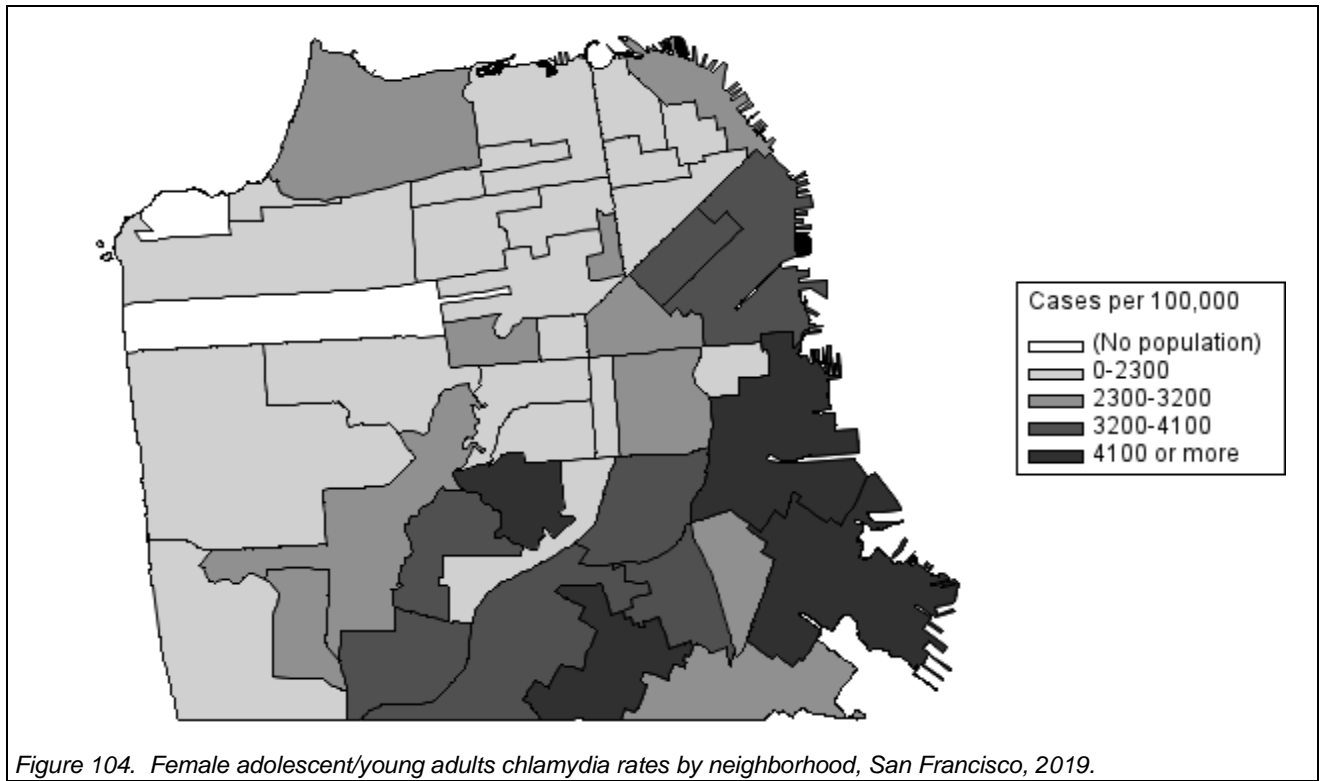 Cases per 100,000
(No population)
0-2300
2300-3200
3200-4100
4100 or more
Figure 104. Female adolescent/young adults chlamydia rates by neighborhood, San Francisco, 2019.